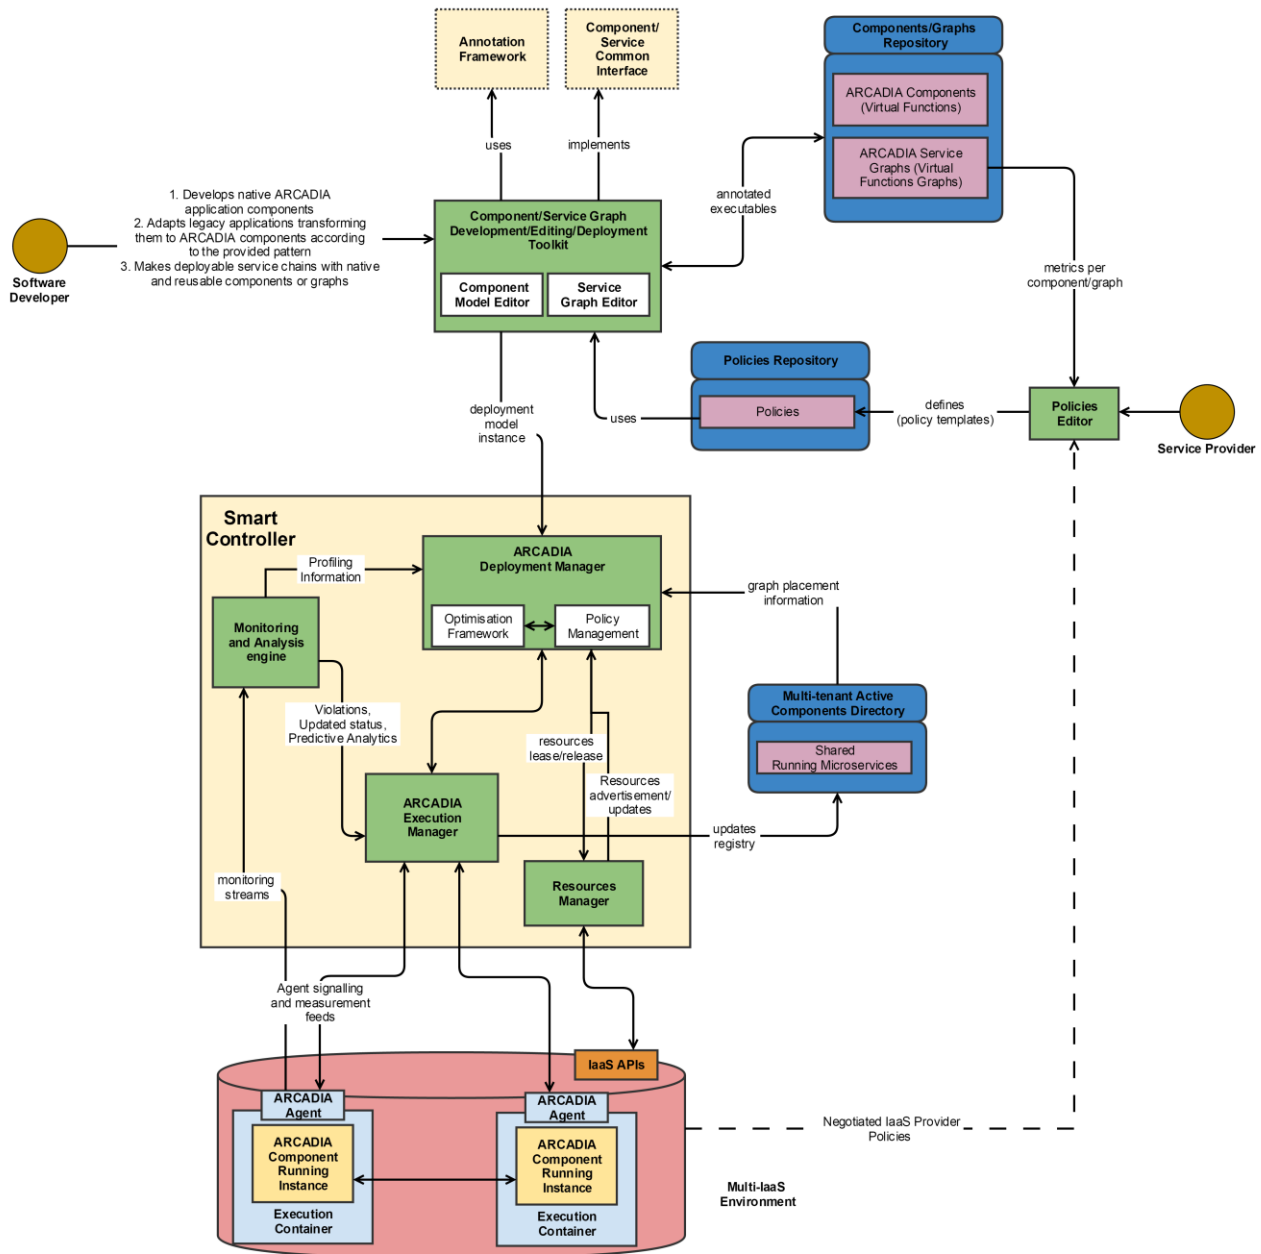 Annotation
Framework
Component/
Service
Common
Interface
Components/Graphs
Repository
ARCADIA Components
(Virtual Functions)
ARCADIA Service
Graphs (Virtual
Functions Graphs)
uses
implements
annotated
executables
1. Develops native ARCADIA
application components
2. Adapts legacy applications transforming
them to ARCADIA components according
to the provided pattern
3. Makes deployable service chains with native
and reusable components or graphs
Software
Developer
Component/Service Graph
Development/Editing/Deployment
Toolkit
Component
Model Editor
Service
Graph Editor
metrics per
component/graph
Policies Repository
Policies
uses
defines
(policy templates)
Policies
Editor
Service Provider
deployment
model
instance
Smart
Controller
Profiling
Information
ARCADIA
Deployment Manager
Optimisation
Framework
Policy
Management
graph placement
information
Monitoring
and Analysis
engine
Violations,
Updated status,
Predictive Analytics
resources
lease/release
Resources
advertisement/
updates
Multi-tenant Active
Components Directory
Shared
Running Microservices
ARCADIA
Execution
Manager
updates
registry
monitoring
streams
Resources
Manager
Agent signalling
and measurement
feeds
IaaS APIs
ARCADIA
Agent
ARCADIA
Component
Running
Instance
Execution
Container
ARCADIA
Agent
ARCADIA
Component
Running
Instance
Execution
Container
Negotiated IaaS Provider
Policies
Multi-IaaS
Environment